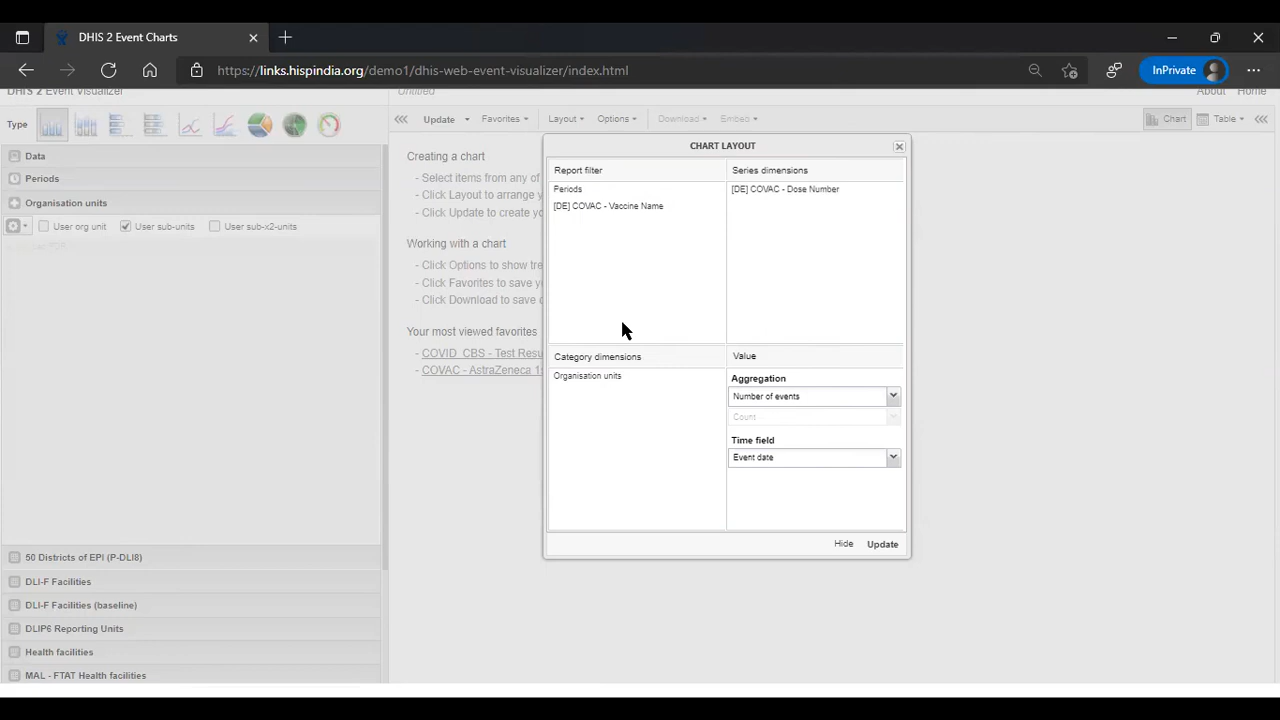 DHIS 2 Event Charts
https://links.hispindia.org/demo1/dhis-web-event-visualizer/index.html
InPrivate
DHIS 2 Event Visualizer
Untitled
About
Home
Type
Update
Favorites
Layout
Options
Download
Embed
Chart
Table
Data
Periods
Organisation units
User org unit
User sub-units
User sub-x2-units
50 Districts of EPI (P-DLI8)
DLI-F Facilities
DLI-F Facilities (baseline)
DLIP6 Reporting Units
Health facilities
MAL - FTAT Health facilities
Creating a chart
- Select items from any of
- Click Layout to arrange y
- Click Update to create yo
Working with a chart
- Click Options to show tre
- Click Favorites to save y
- Click Download to save c
Your most viewed favorites
- COVID_CBS - Test Resu
- COVAC - AstraZeneca 1s
CHART LAYOUT
Report filter
Periods
[DE] COVAC - Vaccine Name
Series dimensions
[DE] COVAC - Dose Number
Category dimensions
Organisation units
Value
Aggregation
Number of events
Count
Time field
Event date
Hide
Update